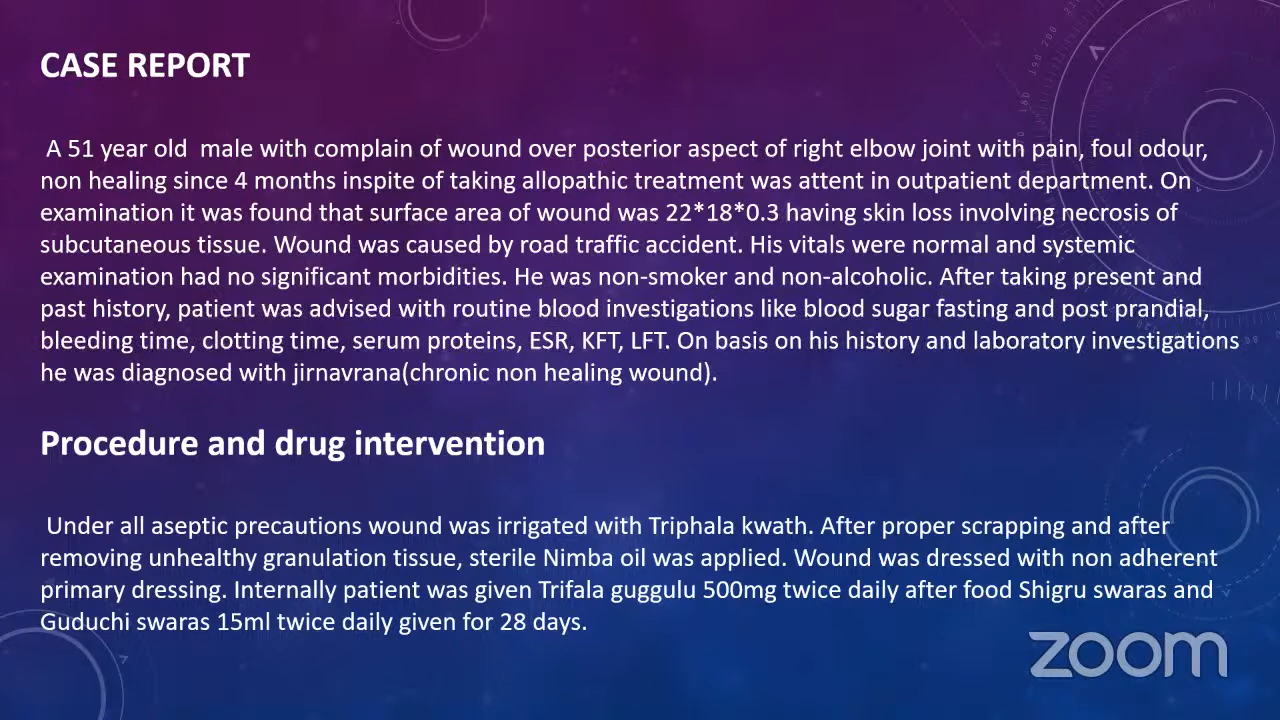 CASE REPORT
A 51 year old male with complain of wound over posterior aspect of right elbow joint with pain, foul odour,
non healing since 4 months inspite of taking allopathic treatment was attent in outpatient department. On
examination it was found that surface area of wound was 22*18*0.3 having skin loss involving necrosis of
subcutaneous tissue. Wound was caused by road traffic accident. His vitals were normal and systemic
examination had no significant morbidities. He was non-smoker and non-alcoholic. After taking present and
past history, patient was advised with routine blood investigations like blood sugar fasting and post prandial,
bleeding time, clotting time, serum proteins, ESR, KFT, LFT. On basis on his history and laboratory investigations
he was diagnosed with jirnavrana(chronic non healing wound).
Procedure and drug intervention
Under all aseptic precautions wound was irrigated with Triphala kwath. After proper scrapping and after
removing unhealthy granulation tissue, sterile Nimba oil was applied. Wound was dressed with non adherent
primary dressing. Internally patient was given Trifala guggulu 500mg twice daily after food Shigru swaras and
Guduchi swaras 15ml twice daily given for 28 days.
zoom